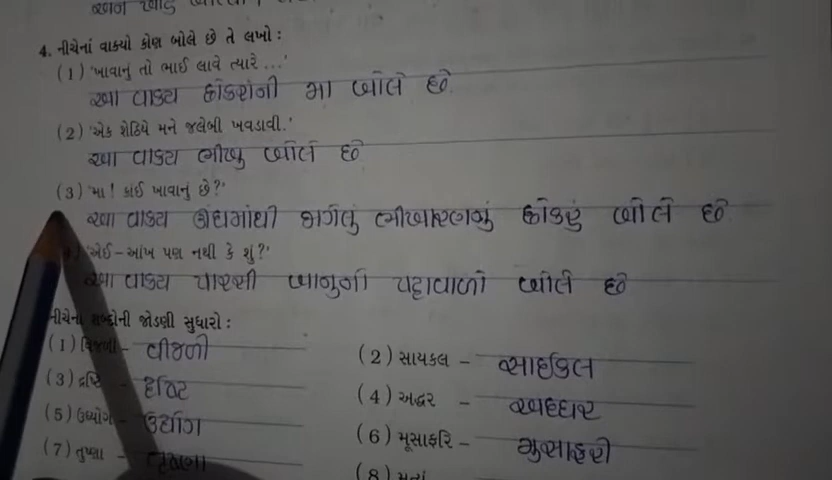 4. નીચેનાં વાક્યો કોણ બોલે છે તે લખો :
(1) 'ખાવાનું તો ભાઈ લાવે ત્યારે...'
આ વાક્ય છોકરાંની મા બોલે છે.
(2) 'એક શેઠિયે મને જલેબી ખવડાવી.'
આ વાક્ય ભીખુ બોલે છે
(3) 'મા ! કાંઈ ખાવાનું છે ?'
આ વાક્ય ઊંઘમાંથી જાગેલું ભીખારણનું છોકરું બોલે છે.
'એઈ – આંખ પણ નથી કે શું ?'
આ વાક્ય પારસી બાનુની પટ્ટાવાળો બોલે છે
નીચેના શબ્દોની જોડણી સુધારો :
(1) – વીજળી
(2) સાયકલ – સાઈકલ
(3) દ્રષ્ટિ – દૃષ્ટિ
(4) અદ્ધર – અધ્ધર
(5) ઉધ્યોગ – ઉદ્યોગ
(6) મૂસાફરિ – મુસાફરી
(7) તુષ્ણા –
(8)